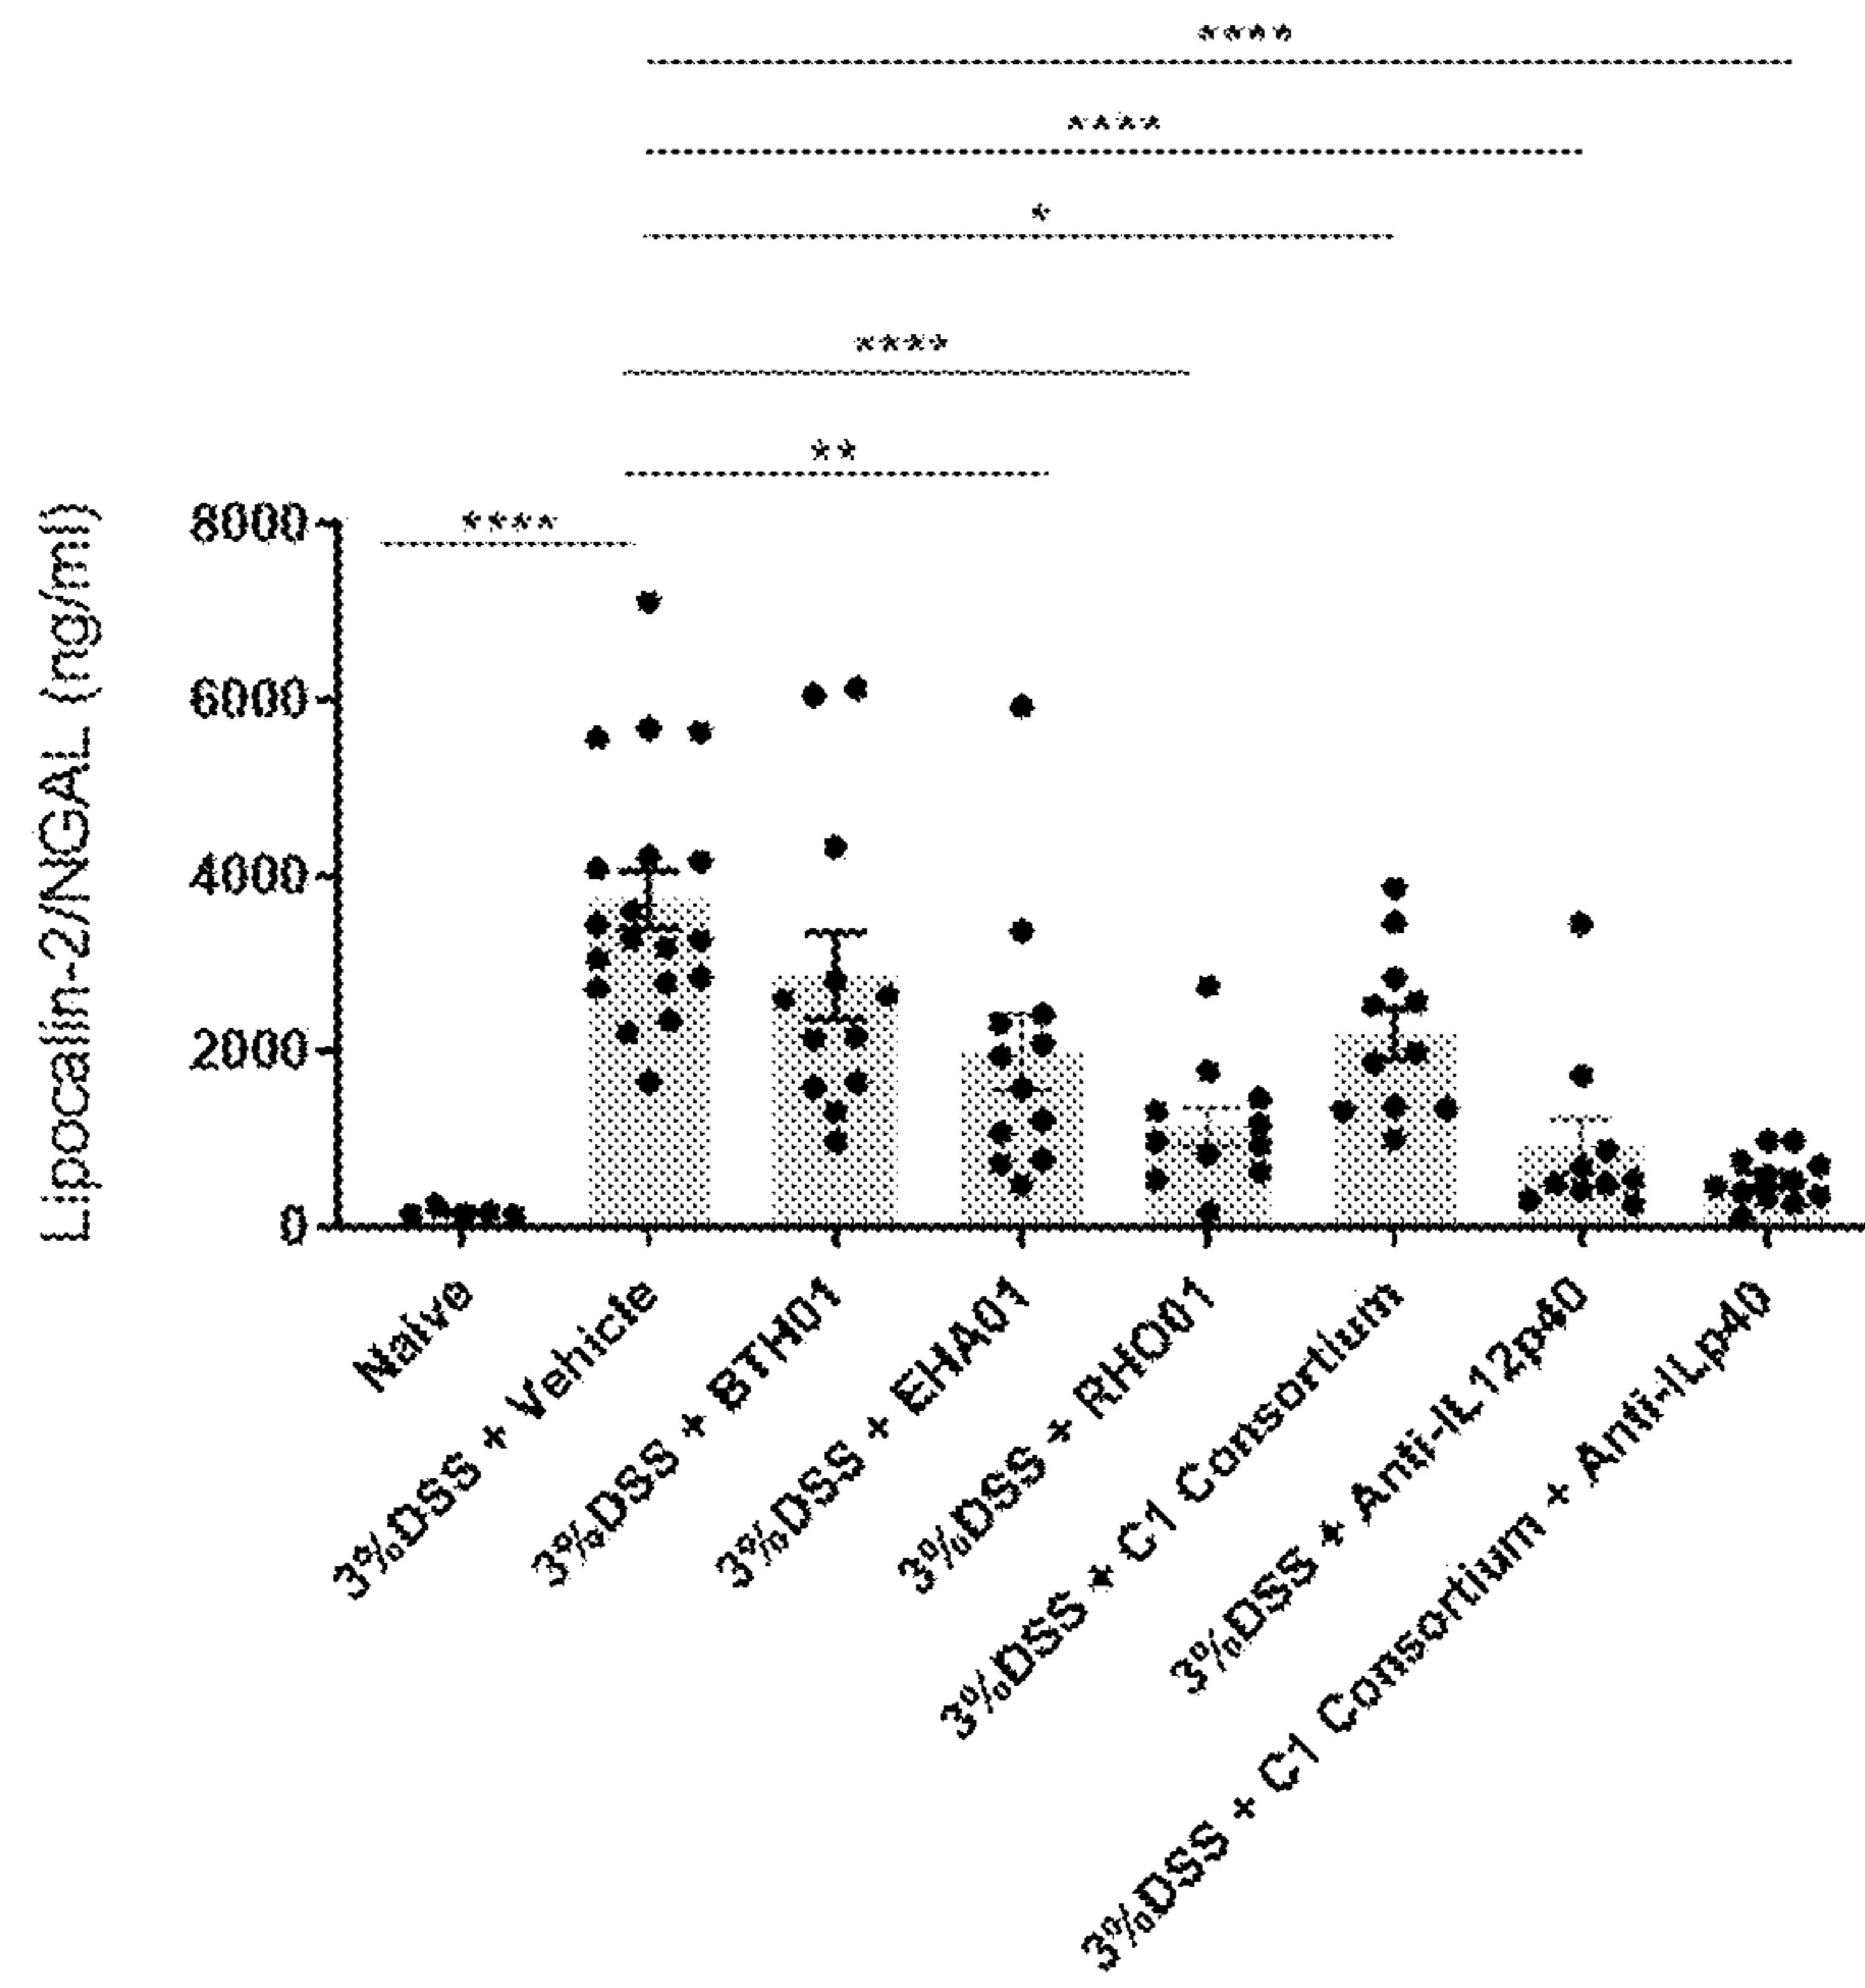 ****
****
*
****
**
****
Lipocalin-2/NGAL (ng/ml)
8000
6000
4000
2000
0
Naive
3%DSS + Vehicle
3%DSS + BTH01
3%DSS + EHA01
3%DSS + RHO01
3%DSS + C1 Consortium
3%DSS + Anti-IL12p40
3%DSS + C1 Consortium + Anti-ILp40